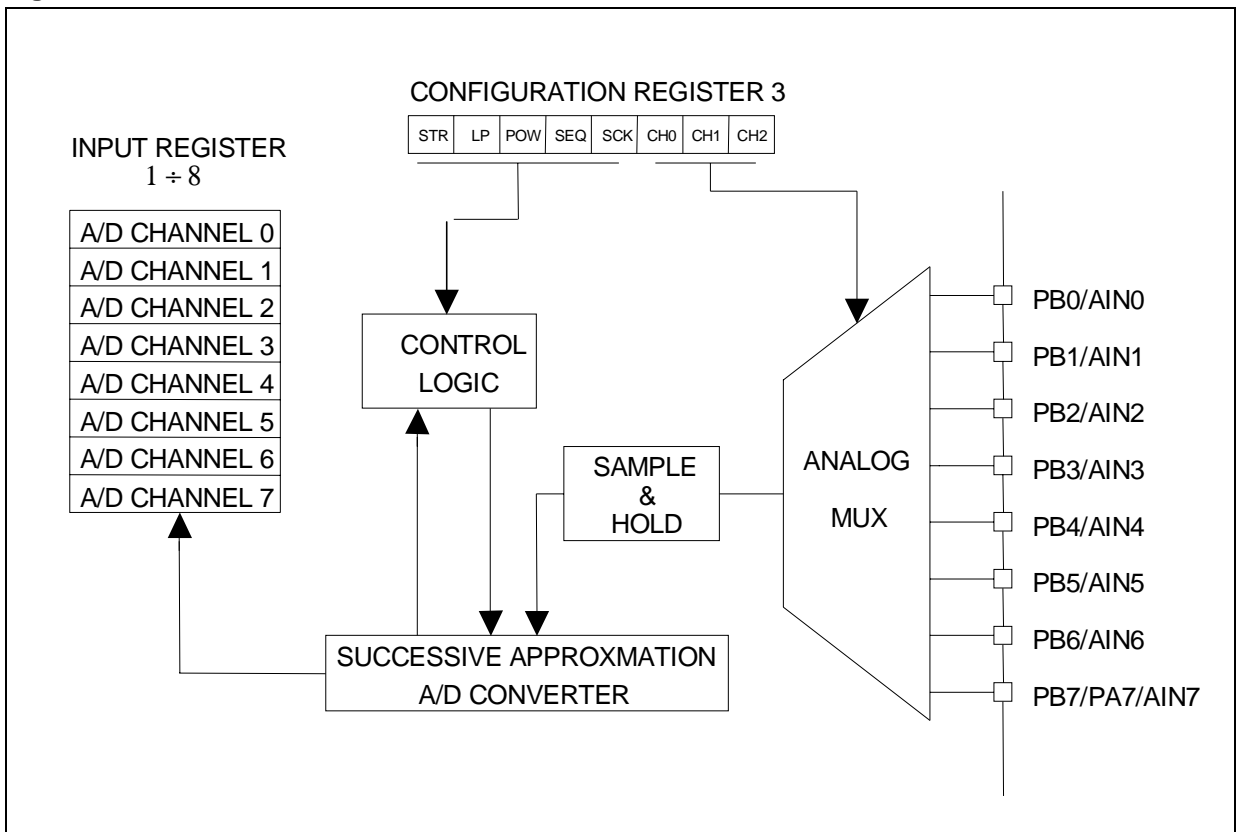 CONFIGURATION REGISTER 3
STR LP POW SEQ SCK CH0 CH1 CH2
INPUT REGISTER
1 ÷ 8
A/D CHANNEL 0
A/D CHANNEL 1
A/D CHANNEL 2
A/D CHANNEL 3
A/D CHANNEL 4
A/D CHANNEL 5
A/D CHANNEL 6
A/D CHANNEL 7
CONTROL
LOGIC
SAMPLE
&
HOLD
ANALOG
MUX
SUCCESSIVE APPROXMATION
A/D CONVERTER
PB0/AIN0
PB1/AIN1
PB2/AIN2
PB3/AIN3
PB4/AIN4
PB5/AIN5
PB6/AIN6
PB7/PA7/AIN7